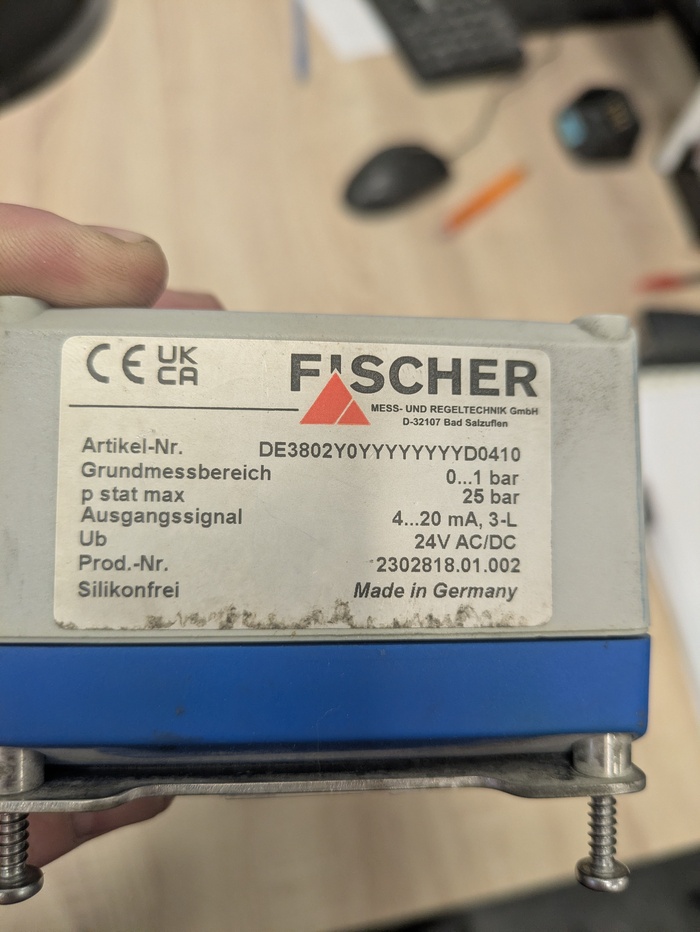 CE UK
CA
FISCHER
MESS- UND REGELTECHNIK GmbH
D-32107 Bad Salzuflen
Artikel-Nr. DE3802Y0YYYYYYYYD0410
Grundmessbereich 0...1 bar
p stat max 25 bar
Ausgangssignal 4...20 mA, 3-L
Ub 24V AC/DC
Prod.-Nr. 2302818.01.002
Silikonfrei Made in Germany